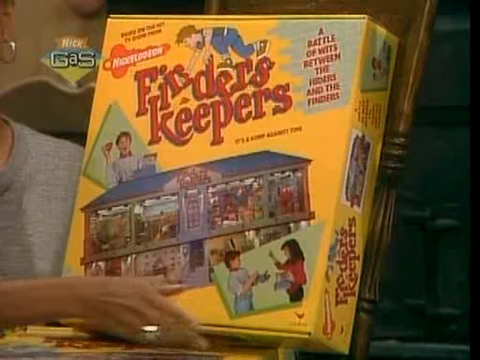 Nick
GaS
BASED ON THE HIT
TV SHOW FROM
NICKELODEON
Finders
Keepers
A
BATTLE
OF WITS
BETWEEN
THE
HIDERS
AND THE
FINDERS
IT'S A ROMP AGAINST TIME
Finders
Keepers